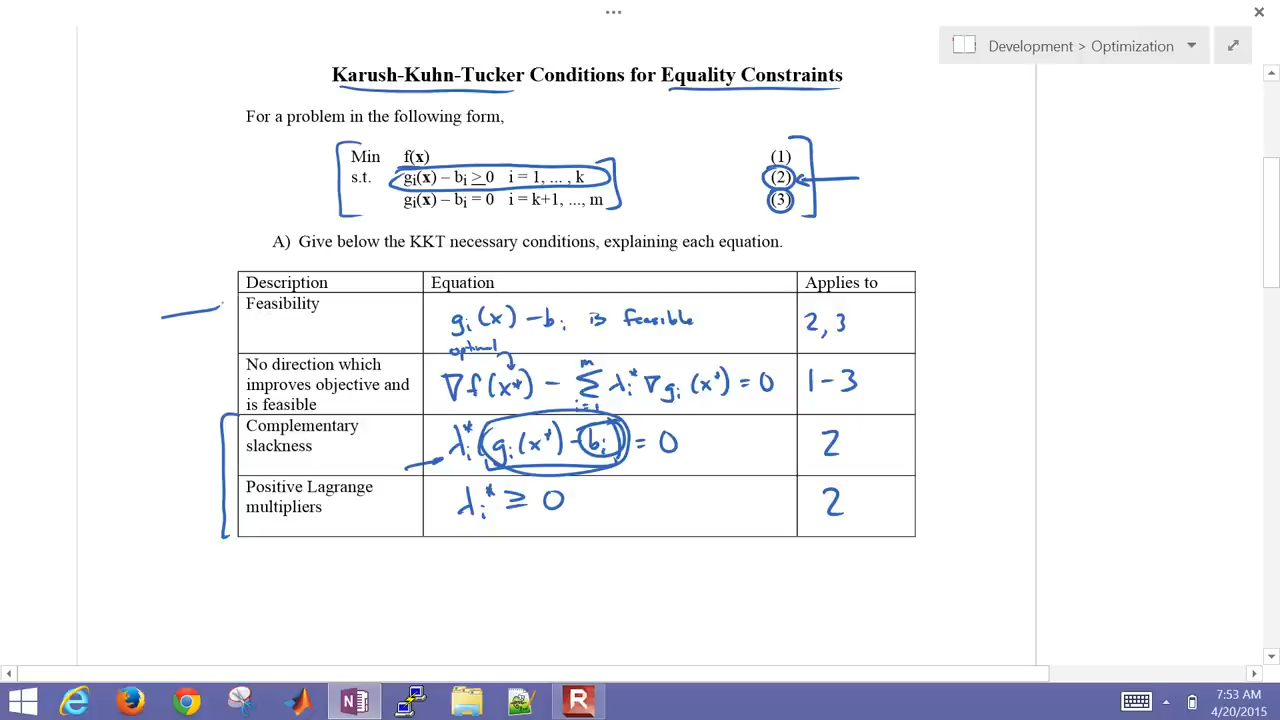 Development > Optimization
Karush-Kuhn-Tucker Conditions for Equality Constraints
For a problem in the following form,
Min f(x) (1)
s.t. gi(x) – bi ≥ 0 i = 1, ... , k (2)
gi(x) – bi = 0 i = k+1, ..., m (3)
A) Give below the KKT necessary conditions, explaining each equation.
Description Equation Applies to
Feasibility
gi(x) - bi is feasible 2, 3
optimal
No direction which
improves objective and
is feasible
∇f(x*) - Σ_{i=1}^{m} λi* ∇gi(x*) = 0 1-3
Complementary
slackness
λi*(gi(x*) - bi) = 0 2
Positive Lagrange
multipliers
λi* ≥ 0 2
7:53 AM
4/20/2015